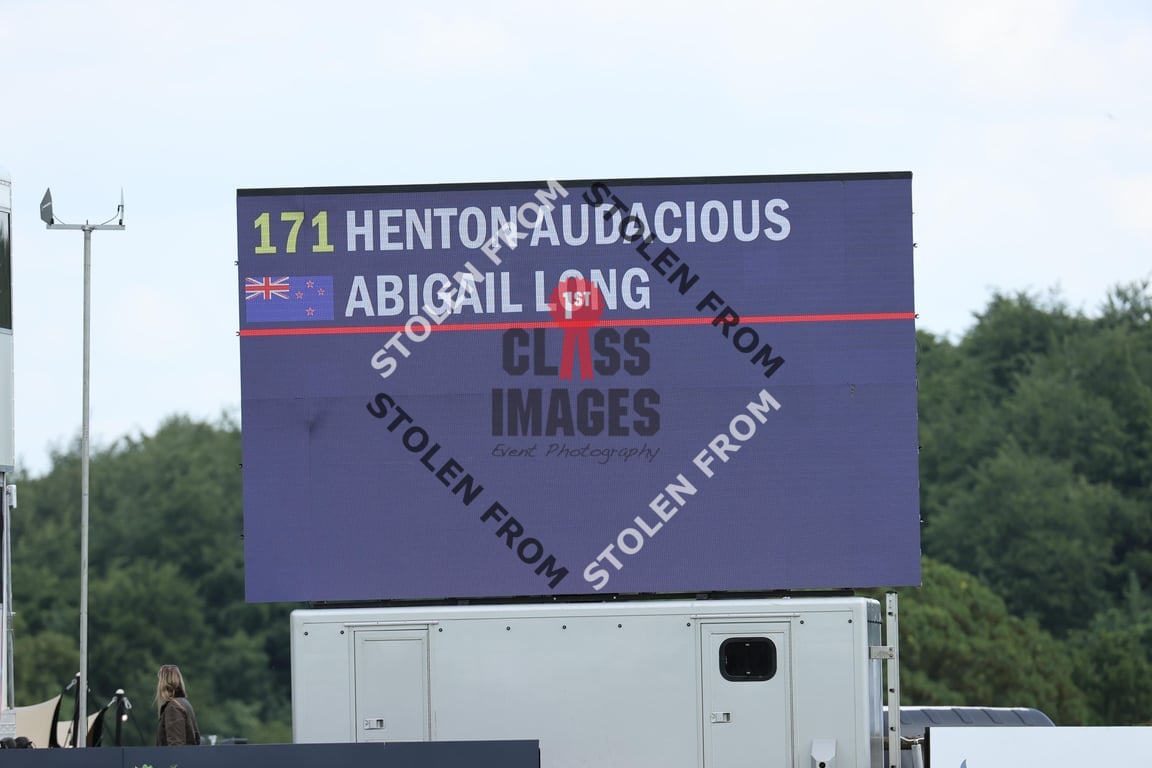 171 HENTON AUDACIOUS
ABIGAIL LONG
STOLEN FROM
STOLEN FROM
1ST
CLASS
IMAGES
Event Photography
STOLEN FROM
STOLEN FROM